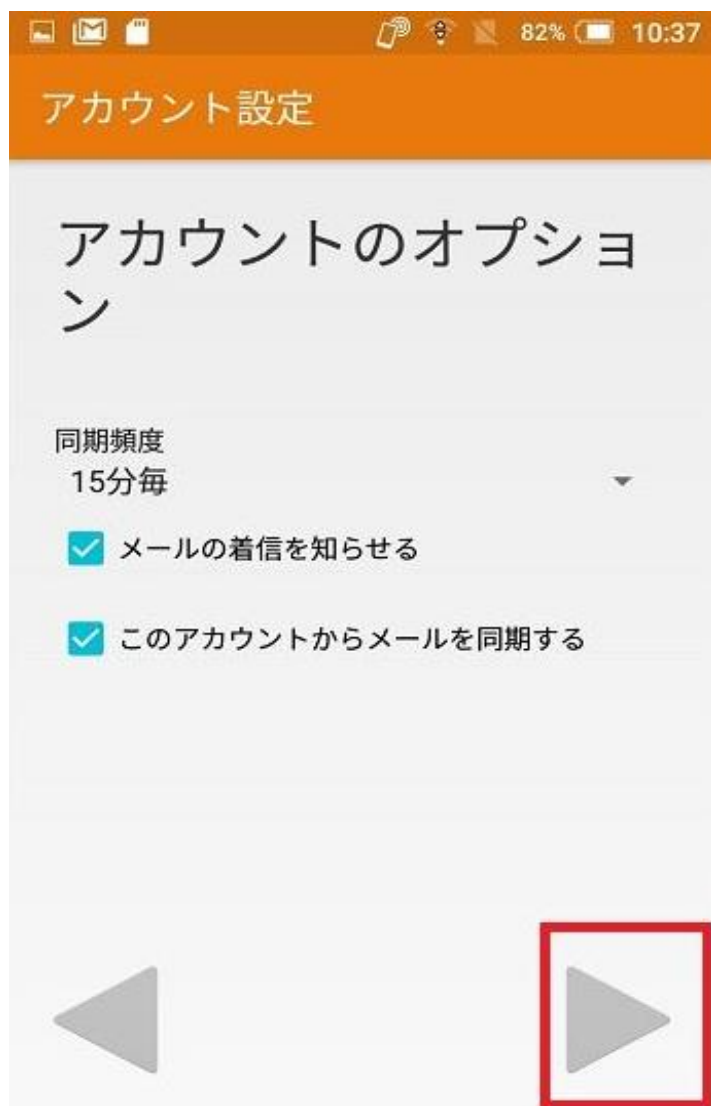 82% 10:37
アカウント設定
アカウントのオプショ
ン
同期頻度
15分毎
メールの着信を知らせる
このアカウントからメールを同期する